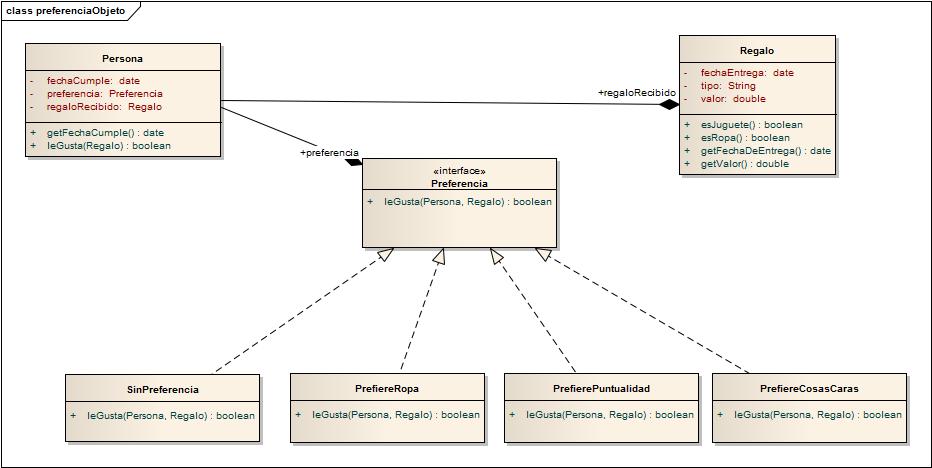 class preferenciaObjeto
Persona
- fechaCumple: date
- preferencia: Preferencia
- regaloRecibido: Regalo
+ getFechaCumple() : date
+ leGusta(Regalo) : boolean
+regaloRecibido
Regalo
- fechaEntrega: date
- tipo: String
- valor: double
+ esJuguete() : boolean
+ esRopa() : boolean
+ getFechaDeEntrega() : date
+ getValor() : double
+preferencia
«interface»
Preferencia
+ leGusta(Persona, Regalo) : boolean
SinPreferencia
+ leGusta(Persona, Regalo) : boolean
PrefiereRopa
+ leGusta(Persona, Regalo) : boolean
PrefierePuntualidad
+ leGusta(Persona, Regalo) : boolean
PrefiereCosasCaras
+ leGusta(Persona, Regalo) : boolean